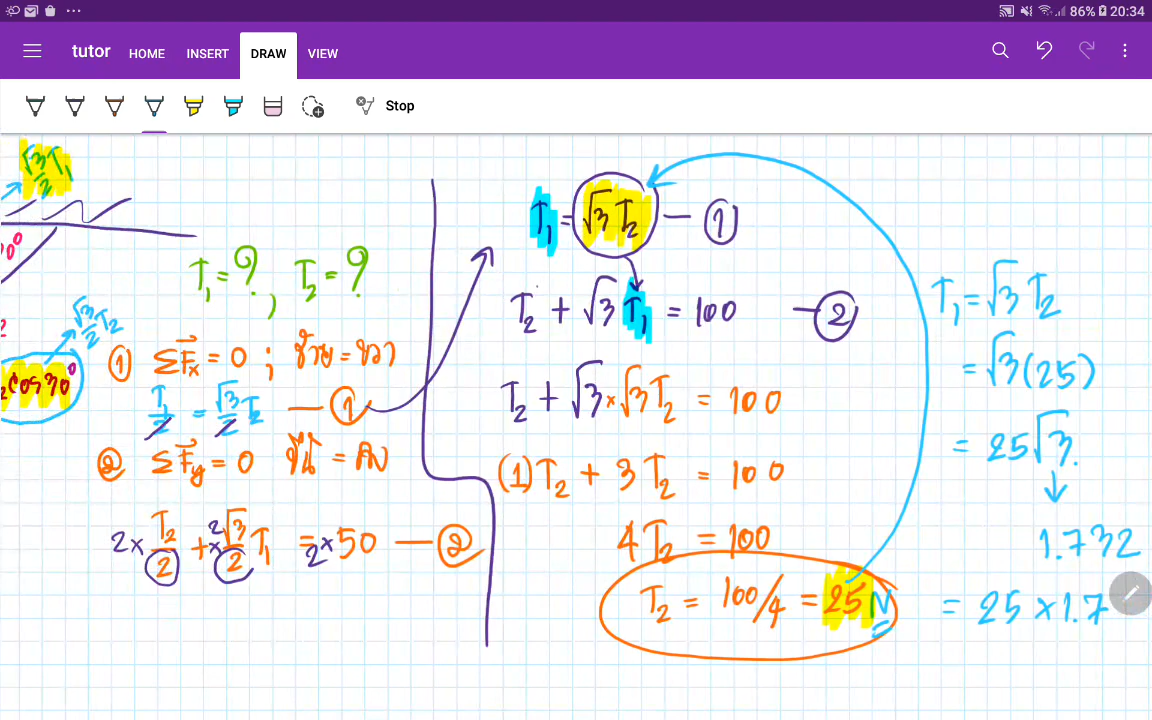 86% 20:34
tutor HOME INSERT DRAW VIEW
Stop
√3/2 T₁
T₁ = ? , T₂ = ?
√3/2 T₂
cos30°
① ΣF⃗x = 0 ; ซ้าย = ขวา
T₁/2 = √3/2 T₂ — ①
② ΣF⃗y = 0 ขึ้น = ลง
2× T₂/2 + 2× √3/2 T₁ = 2×50 — ②
T₁ = √3 T₂ — ①
T₂ + √3 T₁ = 100 — ②
T₂ + √3 × √3 T₂ = 100
(1)T₂ + 3T₂ = 100
4T₂ = 100
T₂ = 100/4 = 25 N
T₁ = √3 T₂
= √3(25)
= 25√3
1.732
= 25 × 1.7